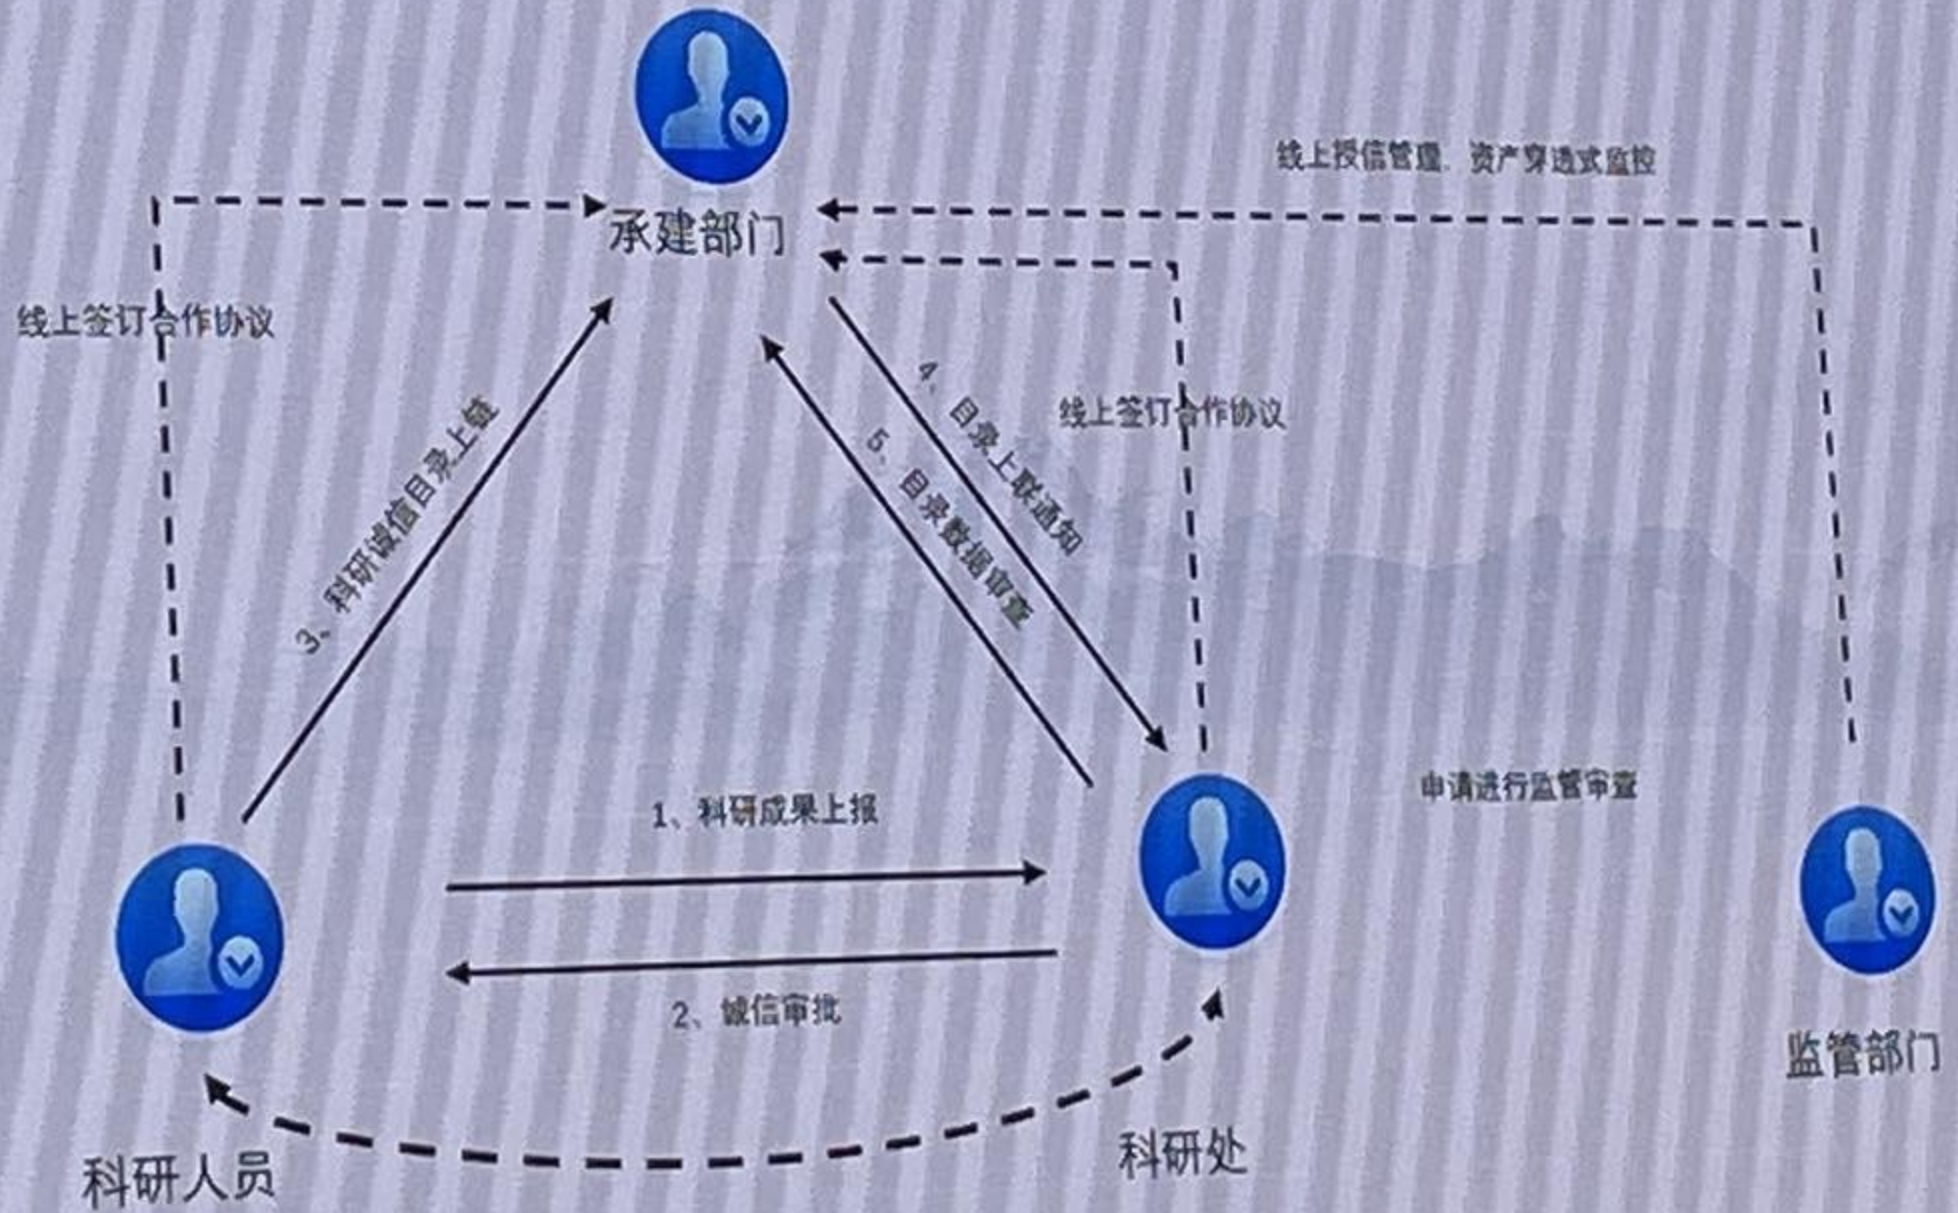 线上授信管理、资产穿透式监控
承建部门
线上签订合作协议
线上签订合作协议
3、科研诚信目录上链
4、目录上联通知
5、目录数据审查
申请进行监管审查
1、科研成果上报
2、诚信审批
监管部门
科研处
科研人员